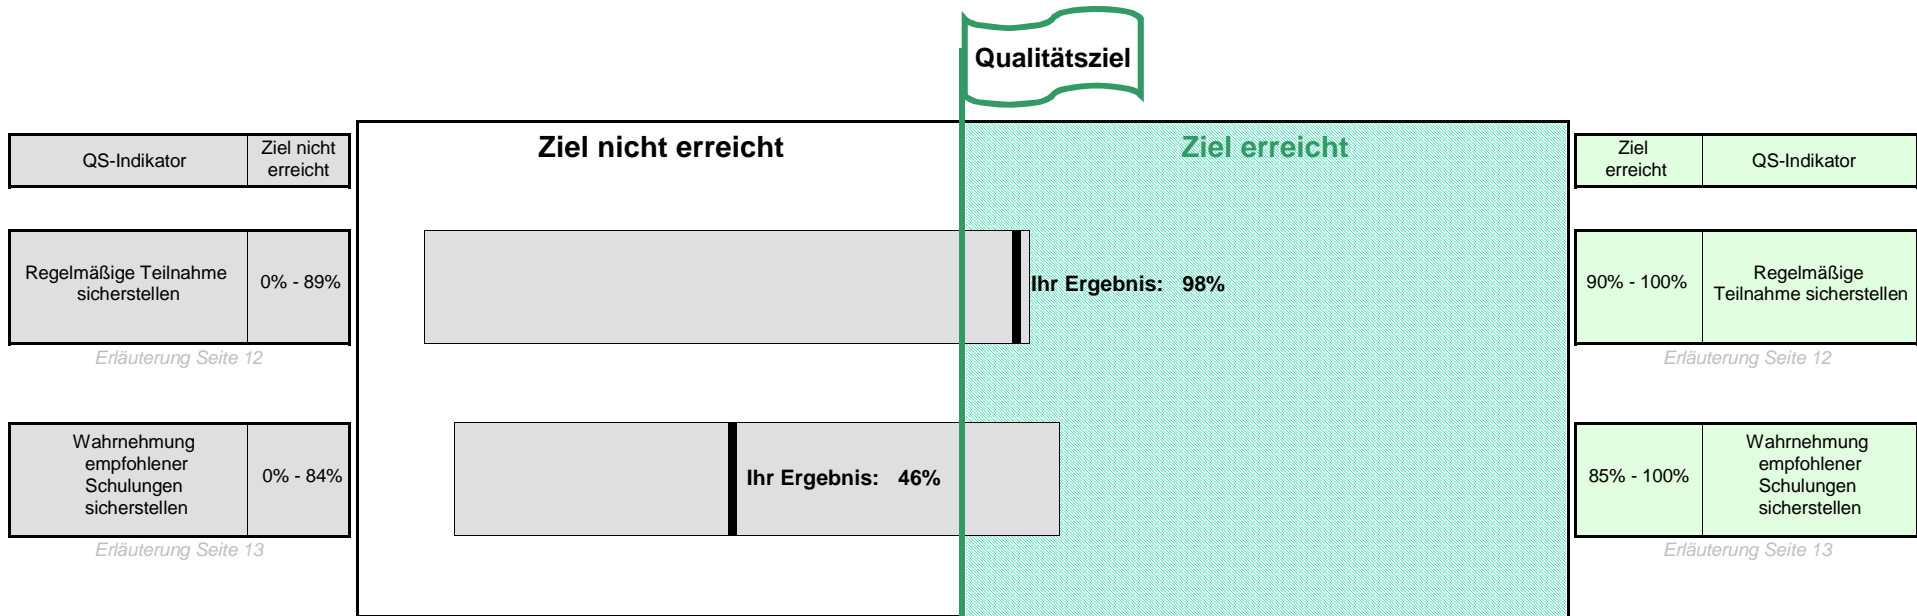 Qualitätsziel
Ziel nicht erreicht
Ziel erreicht
QS-Indikator
Ziel nicht
erreicht
Ziel
erreicht
QS-Indikator
Regelmäßige Teilnahme
sicherstellen
0% - 89%
Ihr Ergebnis: 98%
90% - 100%
Regelmäßige
Teilnahme sicherstellen
Erläuterung Seite 12
Erläuterung Seite 12
Wahrnehmung
empfohlener
Schulungen
sicherstellen
0% - 84%
Ihr Ergebnis: 46%
85% - 100%
Wahrnehmung
empfohlener
Schulungen
sicherstellen
Erläuterung Seite 13
Erläuterung Seite 13